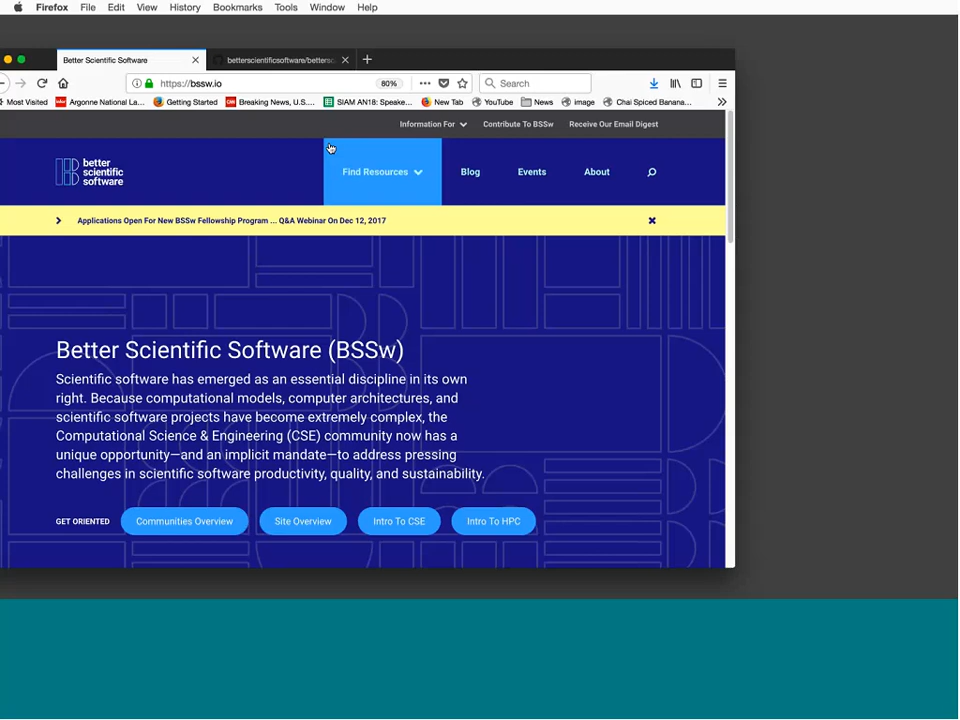 Firefox File Edit View History Bookmarks Tools Window Help
Better Scientific Software
betterscientificsoftware/bettersc
https://bssw.io
80%
Search
Most Visited
Argonne National La...
Getting Started
Breaking News, U.S....
SIAM AN18: Speake...
New Tab
YouTube
News
image
Chai Spiced Banana...
Information For
Contribute To BSSw
Receive Our Email Digest
better
scientific
software
Find Resources
Blog
Events
About
Applications Open For New BSSw Fellowship Program ... Q&A Webinar On Dec 12, 2017
Better Scientific Software (BSSw)
Scientific software has emerged as an essential discipline in its own
right. Because computational models, computer architectures, and
scientific software projects have become extremely complex, the
Computational Science & Engineering (CSE) community now has a
unique opportunity—and an implicit mandate—to address pressing
challenges in scientific software productivity, quality, and sustainability.
GET ORIENTED
Communities Overview
Site Overview
Intro To CSE
Intro To HPC